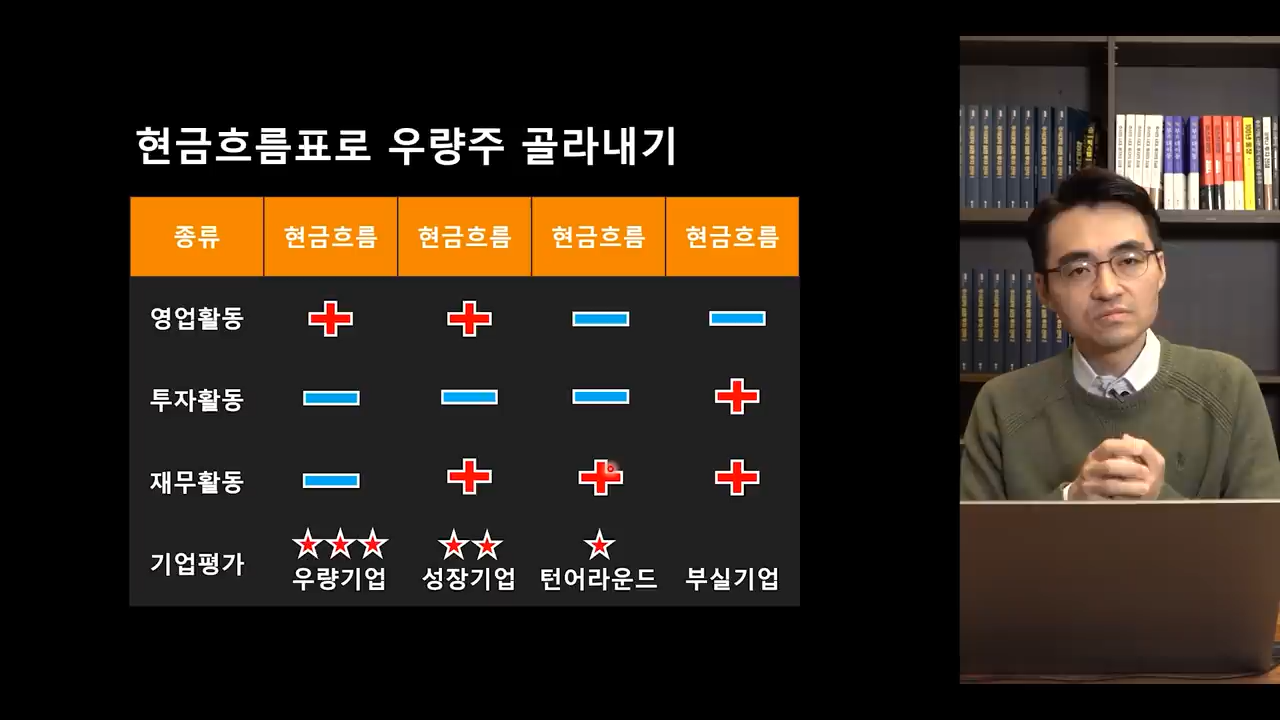 현금흐름표로 우량주 골라내기
종류 현금흐름 현금흐름 현금흐름 현금흐름
영업활동 + + - -
투자활동 - - - +
재무활동 - + + +
기업평가 ★★★ ★★ ★
우량기업 성장기업 턴어라운드 부실기업